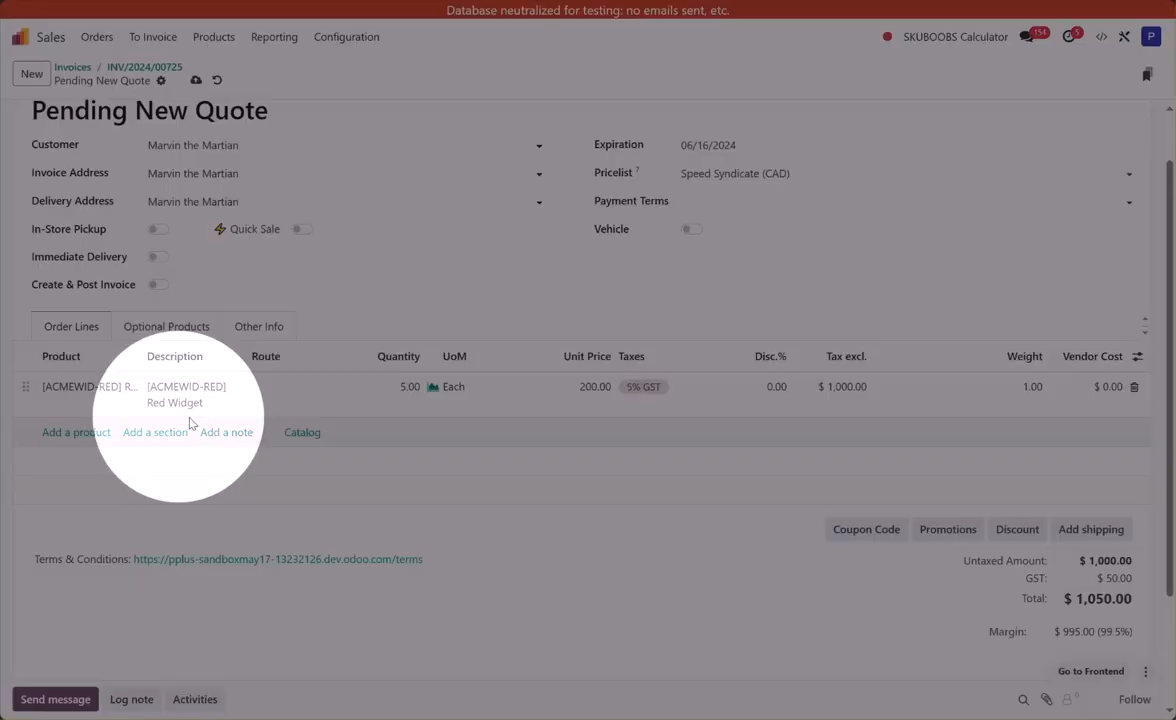 Database neutralized for testing: no emails sent, etc.
Sales Orders To Invoice Products Reporting Configuration SKUBOOBS Calculator 154 5 P
New Invoices / INV/2024/00725
Pending New Quote
Pending New Quote
Customer Marvin the Martian Expiration 06/16/2024
Invoice Address Marvin the Martian Pricelist ? Speed Syndicate (CAD)
Delivery Address Marvin the Martian Payment Terms
In-Store Pickup Quick Sale Vehicle
Immediate Delivery
Create & Post Invoice
Order Lines Optional Products Other Info
Product Description Route Quantity UoM Unit Price Taxes Disc.% Tax excl. Weight Vendor Cost
[ACMEWID-RED] R... [ACMEWID-RED] 5.00 Each 200.00 5% GST 0.00 $ 1,000.00 1.00 $ 0.00
Red Widget
Add a product Add a section Add a note Catalog
Coupon Code Promotions Discount Add shipping
Terms & Conditions: https://pplus-sandboxmay17-13232126.dev.odoo.com/terms
Untaxed Amount: $ 1,000.00
GST: $ 50.00
Total: $ 1,050.00
Margin: $ 995.00 (99.5%)
Go to Frontend
Send message Log note Activities 0 Follow